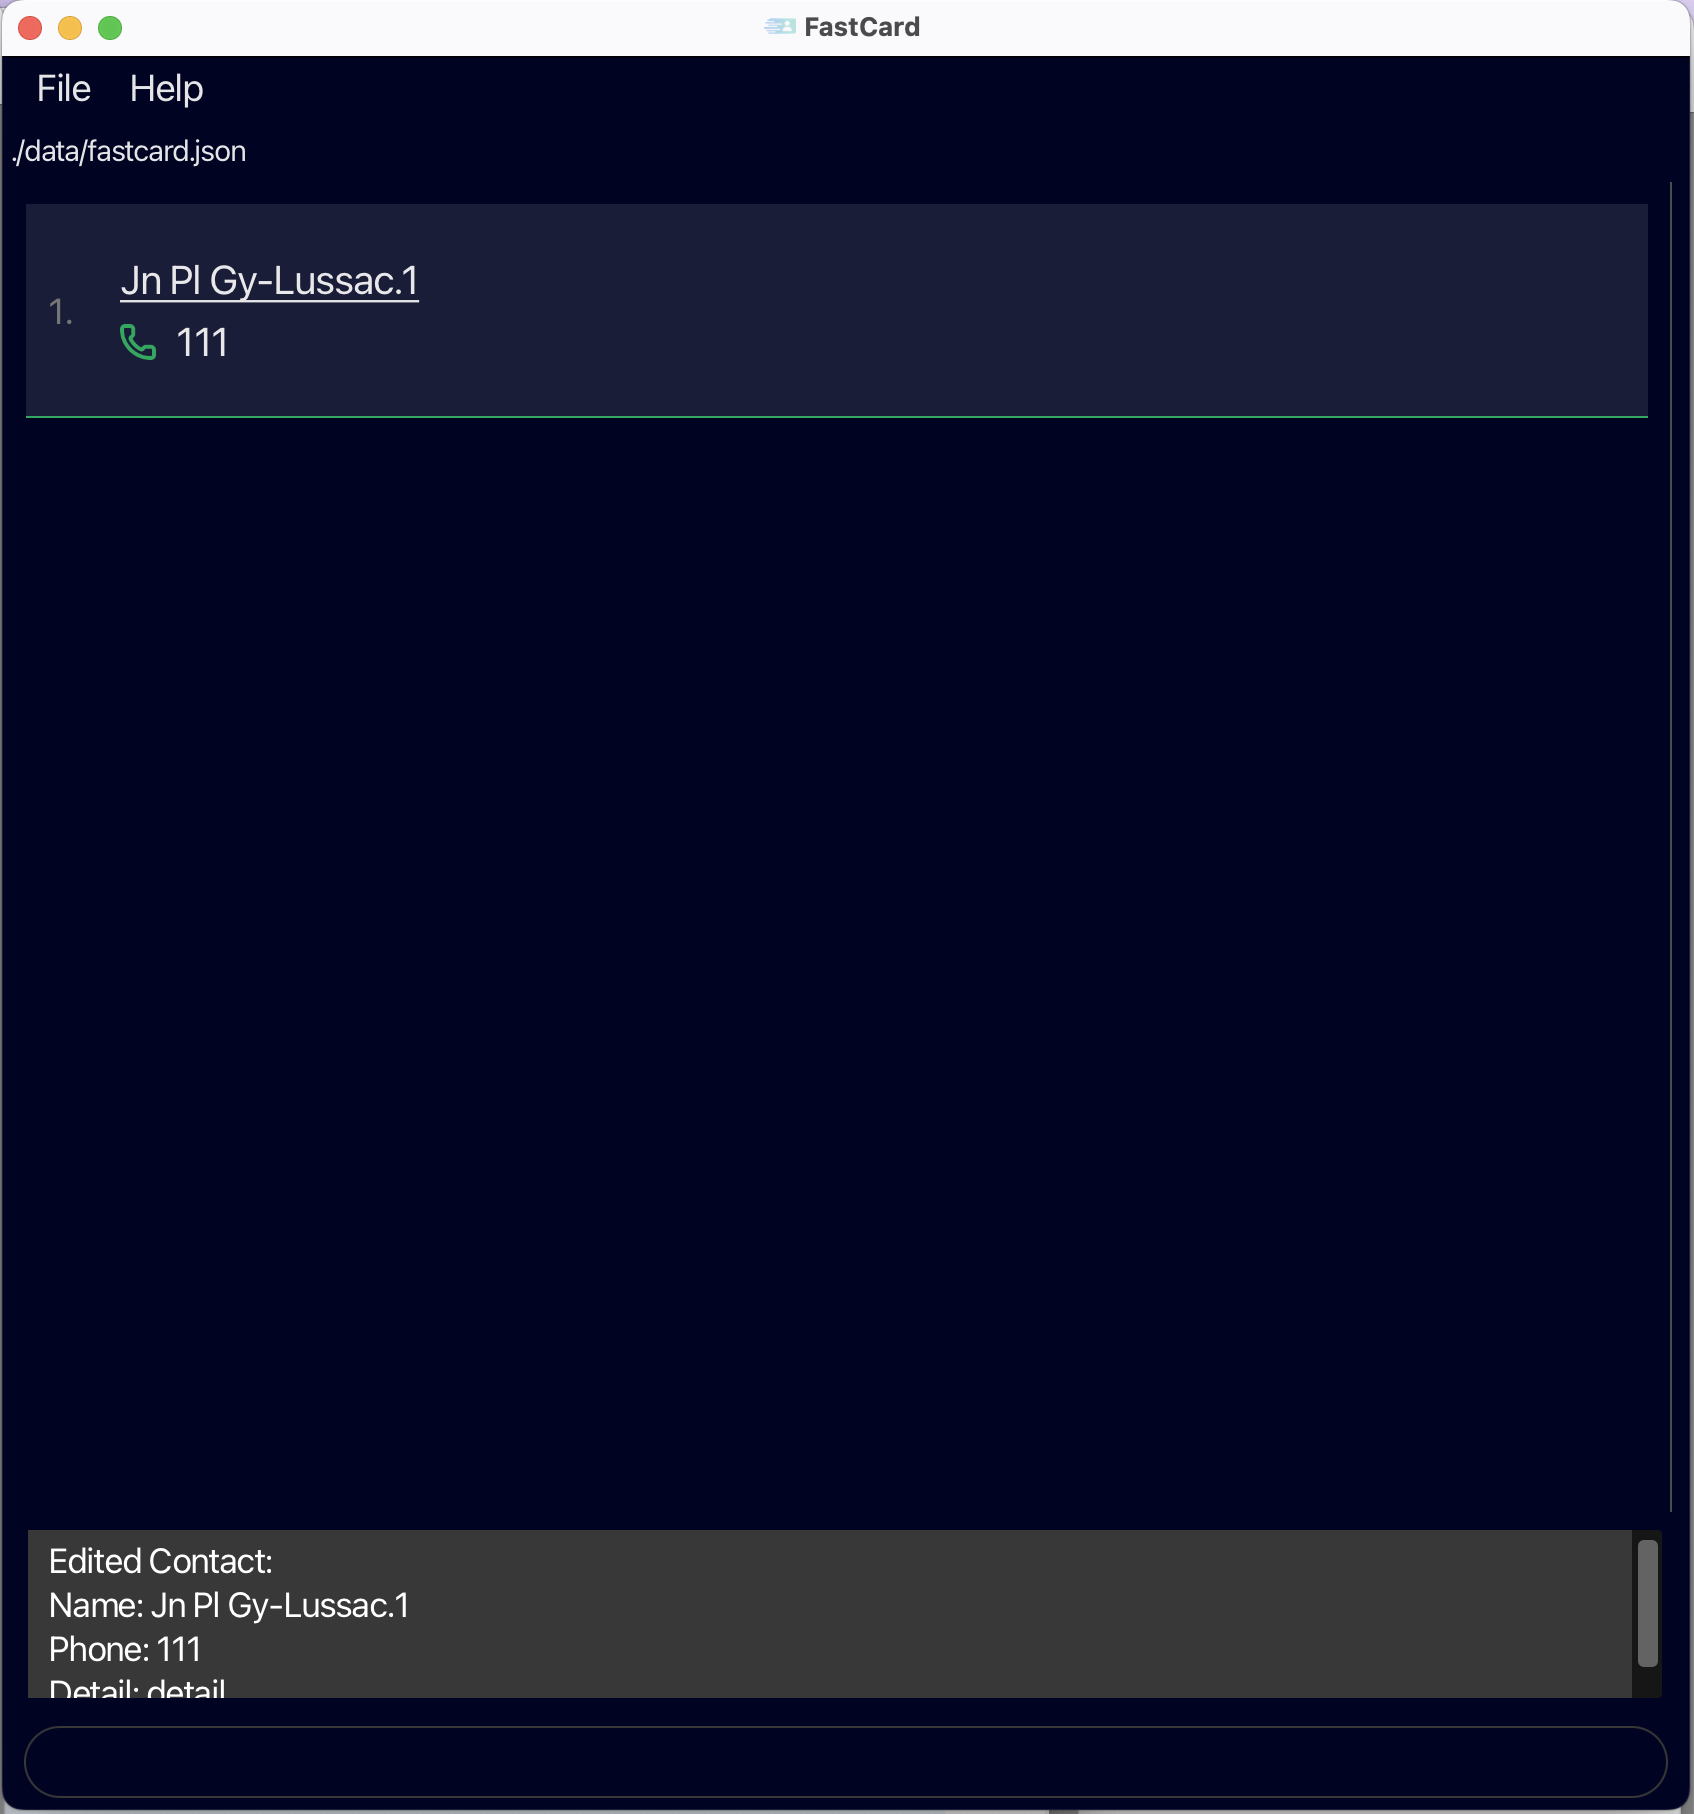 FastCard
File Help
./data/fastcard.json
1.
Jn Pl Gy-Lussac.1
111
Edited Contact:
Name: Jn Pl Gy-Lussac.1
Phone: 111
Detail: detail